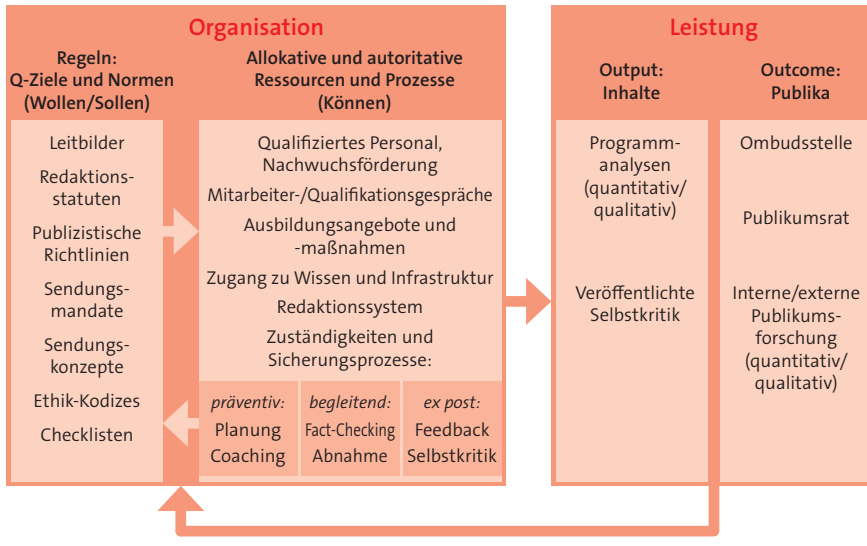 Organisation
Regeln:
Q-Ziele und Normen
(Wollen/Sollen)
Leitbilder
Redaktions-
statuten
Publizistische
Richtlinien
Sendungs-
mandate
Sendungs-
konzepte
Ethik-Kodizes
Checklisten
Allokative und autoritative
Ressourcen und Prozesse
(Können)
Qualifiziertes Personal,
Nachwuchsförderung
Mitarbeiter-/Qualifikationsgespräche
Ausbildungsangebote und
-maßnahmen
Zugang zu Wissen und Infrastruktur
Redaktionssystem
Zuständigkeiten und
Sicherungsprozesse:
präventiv:
Planung
Coaching
begleitend:
Fact-Checking
Abnahme
ex post:
Feedback
Selbstkritik
Leistung
Output:
Inhalte
Programm-
analysen
(quantitativ/
qualitativ)
Veröffentlichte
Selbstkritik
Outcome:
Publika
Ombudsstelle
Publikumsrat
Interne/externe
Publikums-
forschung
(quantitativ/
qualitativ)